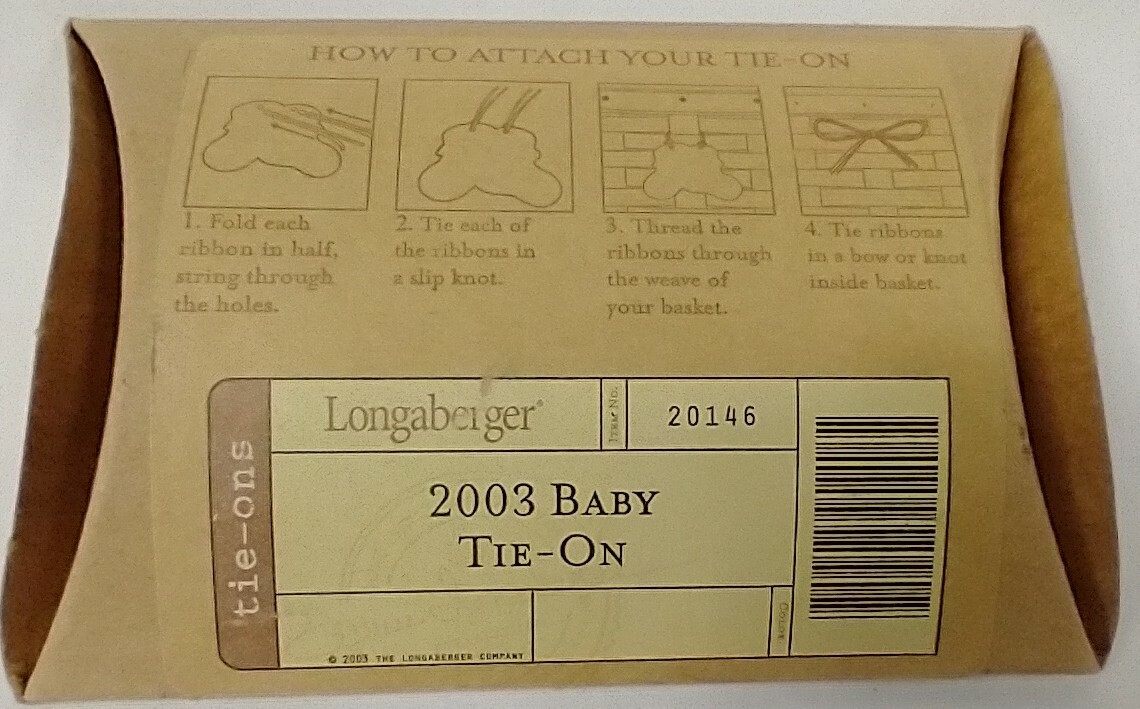 HOW TO ATTACH YOUR TIE-ON
1. Fold each
ribbon in half,
string through
the holes.
2. Tie each of
the ribbons in
a slip knot.
3. Thread the
ribbons through
the weave of
your basket.
4. Tie ribbons
in a bow or knot
inside basket.
tie-ons
Longaberger®
ITEM NO.
20146
2003 BABY
TIE-ON
COLOR
© 2003 THE LONGABERGER COMPANY